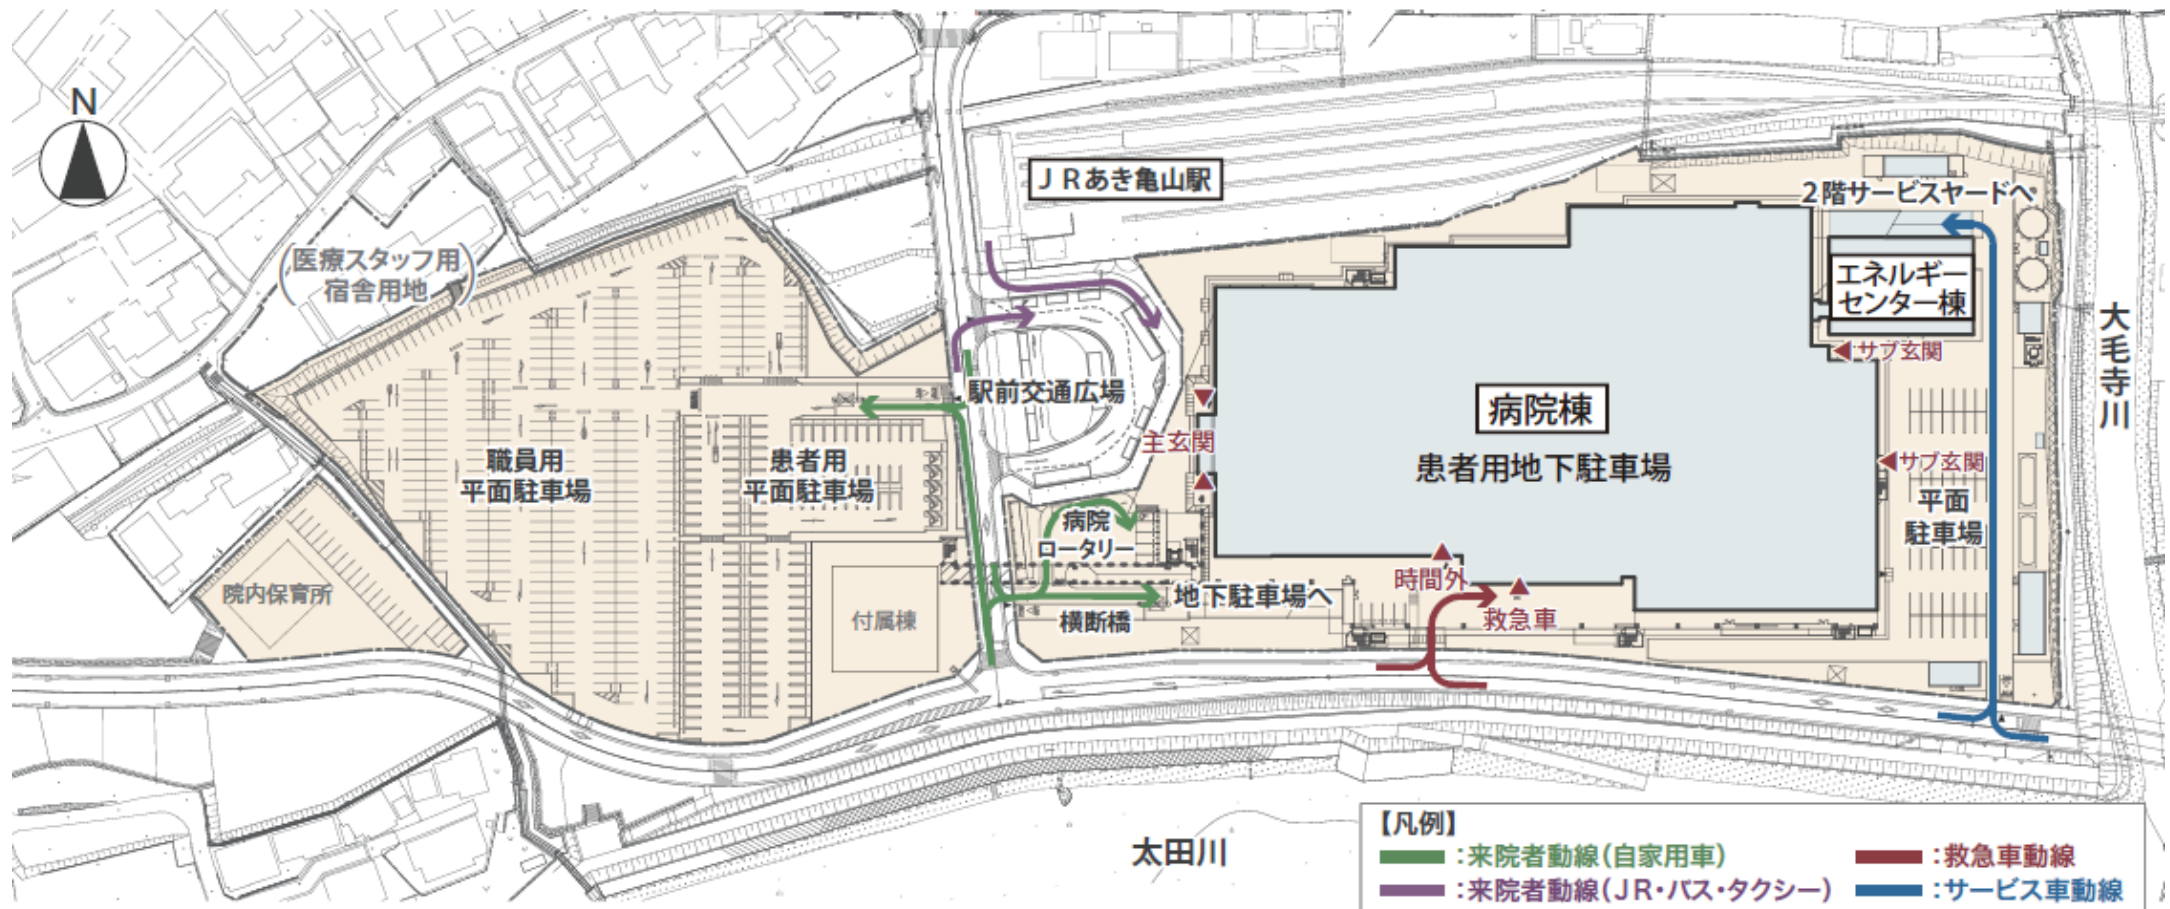 N
JRあき亀山駅
2階サービスヤードへ
(医療スタッフ用
宿舎用地)
エネルギー
センター棟
大毛寺川
サブ玄関
駅前交通広場
病院棟
主玄関
患者用地下駐車場
サブ玄関
職員用
平面駐車場
患者用
平面駐車場
平面
駐車場
病院
ロータリー
時間外
院内保育所
地下駐車場へ
付属棟
横断橋
救急車
太田川
【凡例】
:来院者動線(自家用車)
:救急車動線
:来院者動線(JR・バス・タクシー)
:サービス車動線